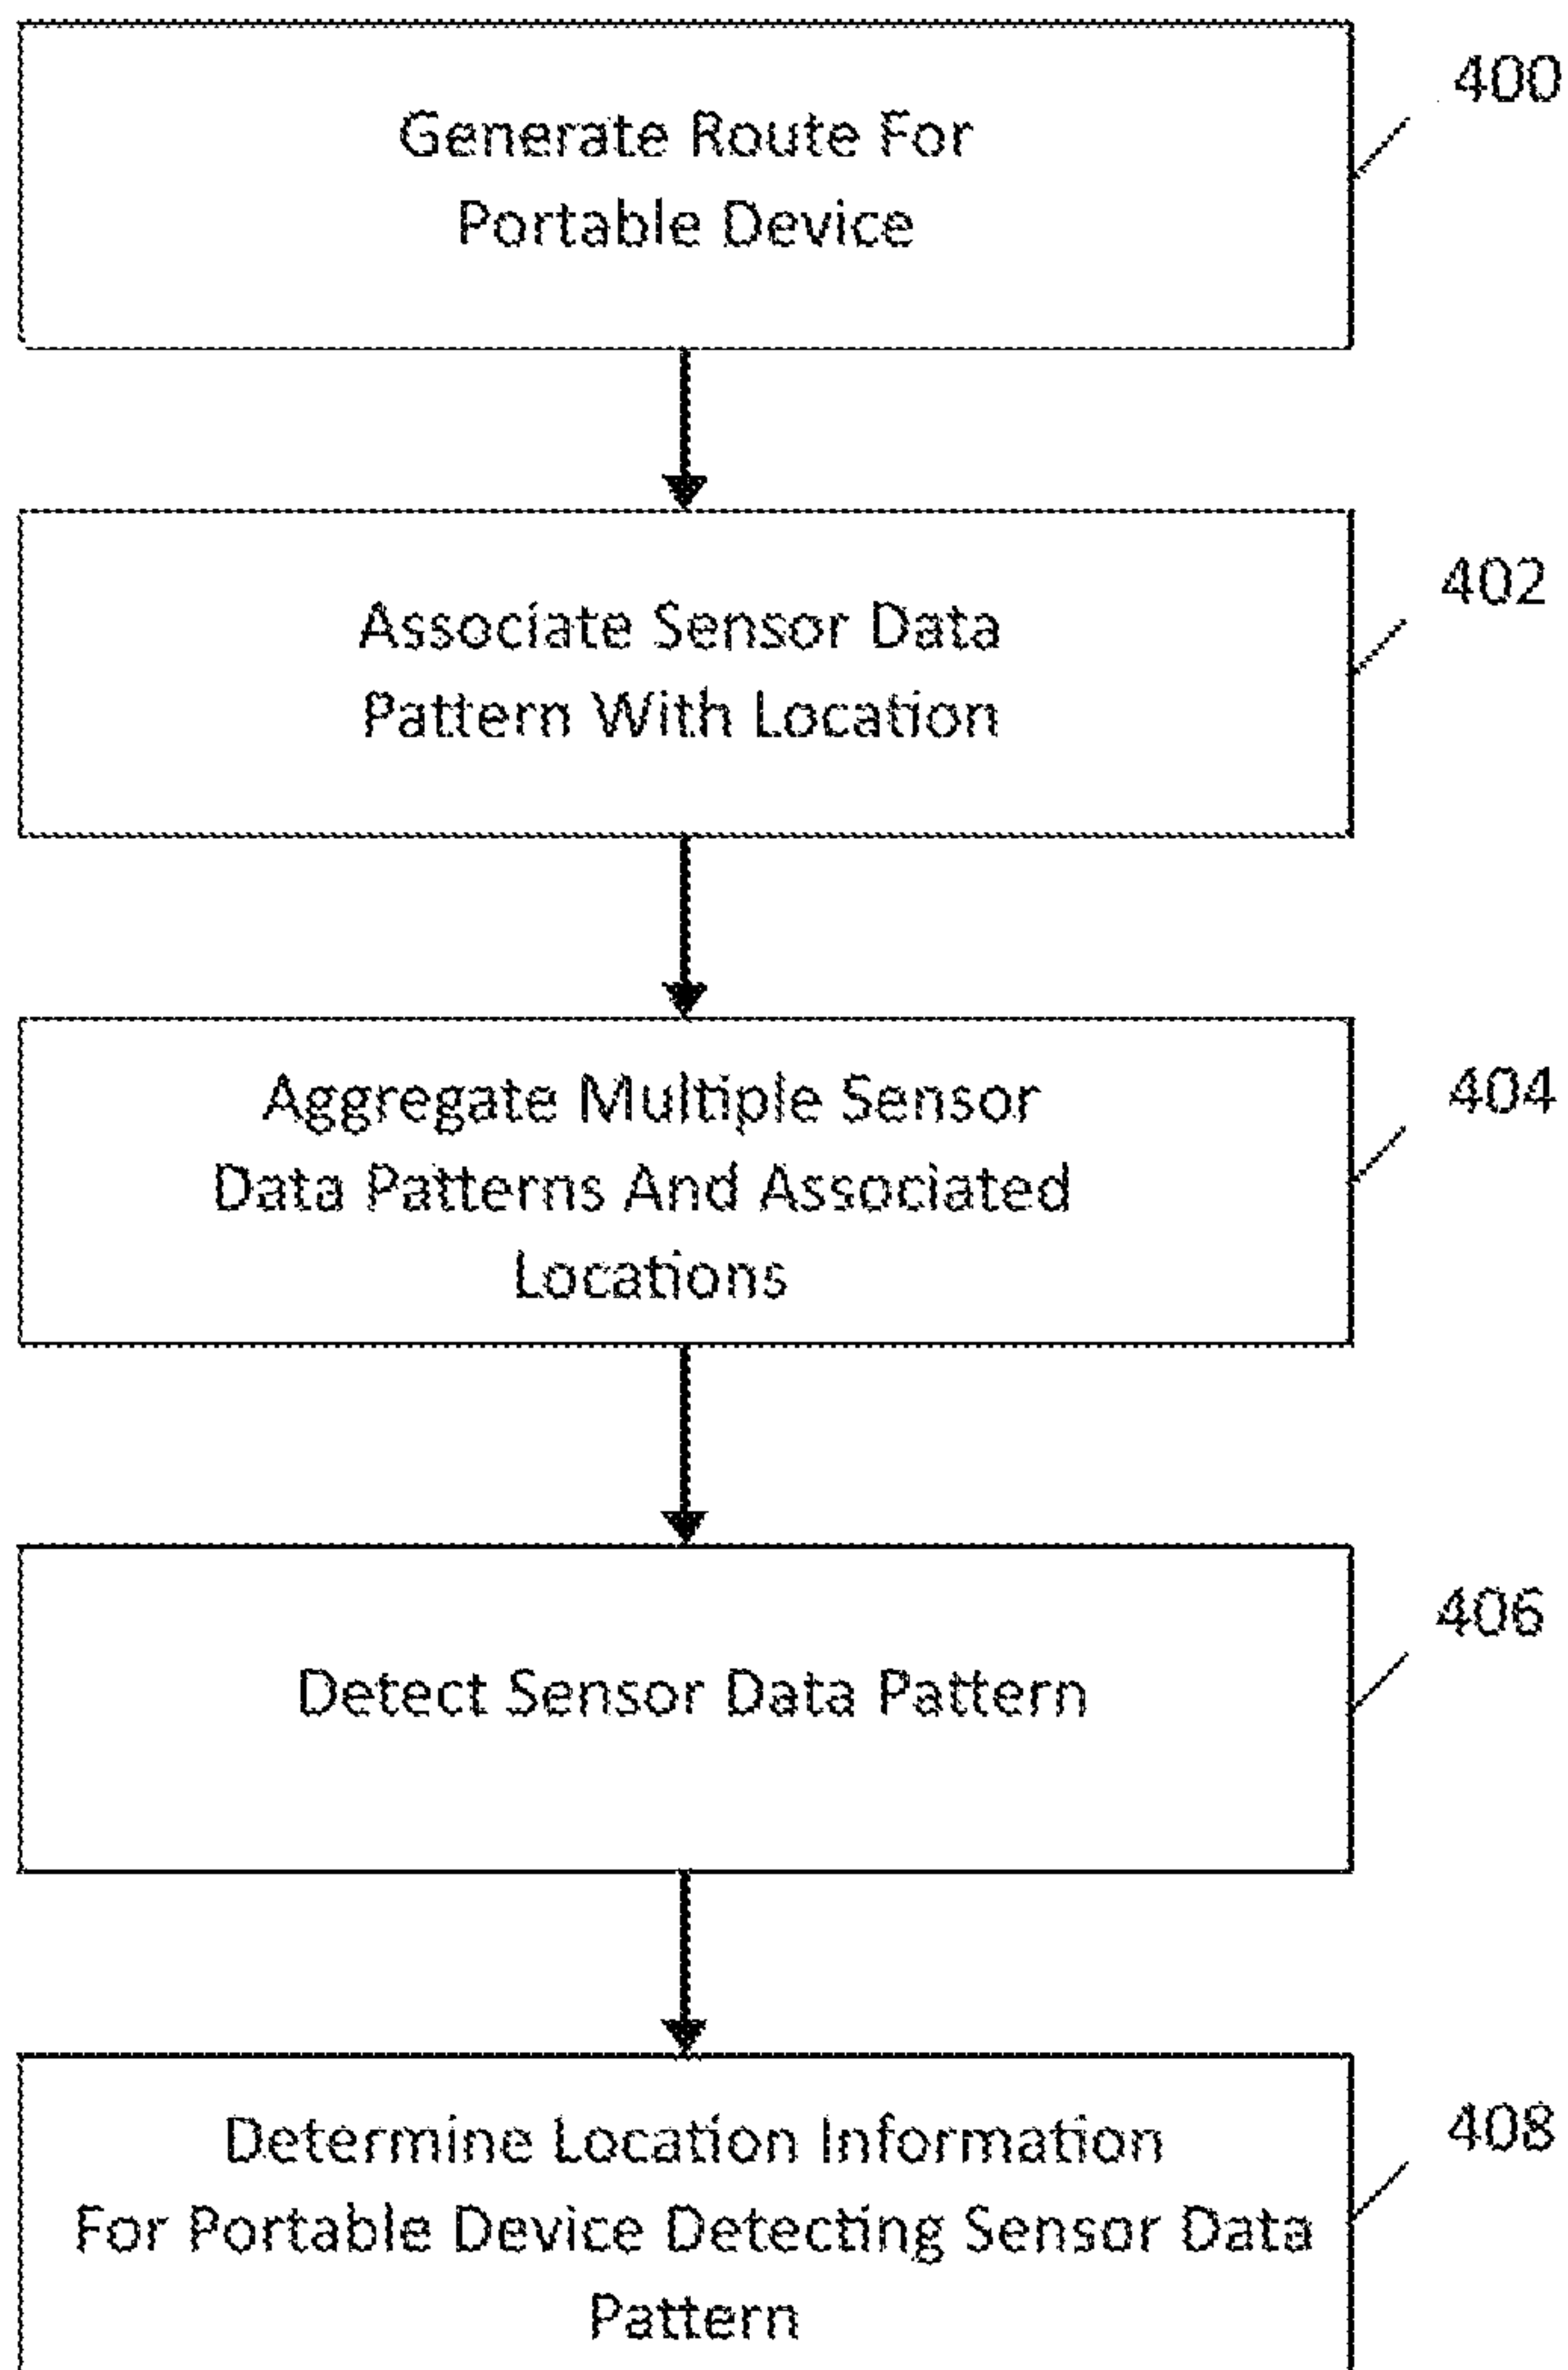 Generate Route For
Portable Device
400
Associate Sensor Data
Pattern With Location
402
Aggregate Multiple Sensor
Data Patterns And Associated
Locations
404
Detect Sensor Data Pattern
406
Determine Location Information
For Portable Device Detecting Sensor Data
Pattern
408